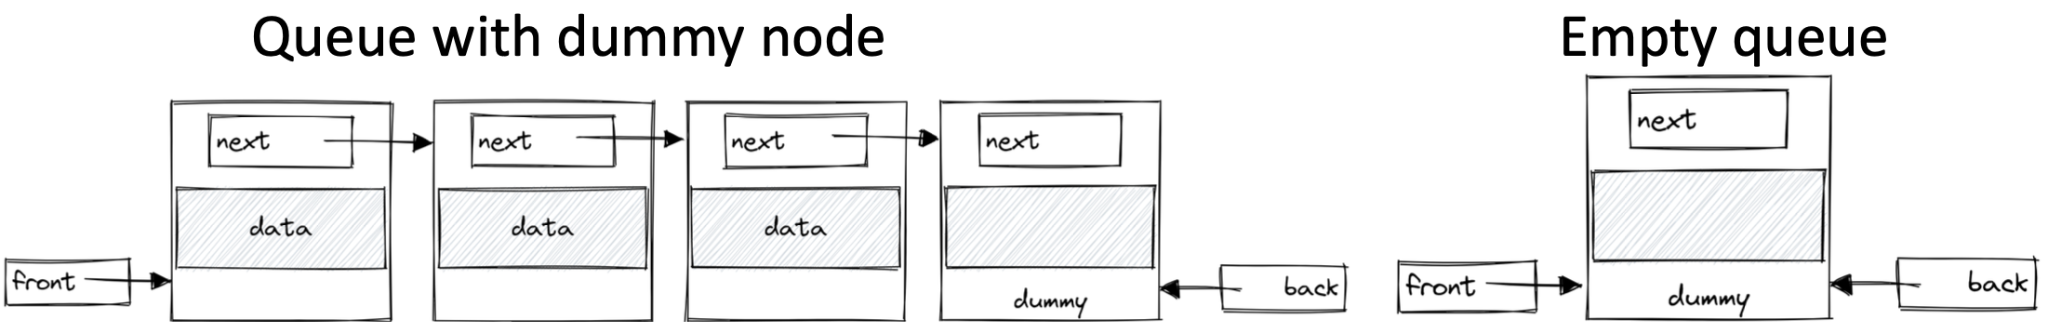 Queue with dummy node
Empty queue
next
next
next
next
next
data
data
data
front
dummy
back
front
dummy
back